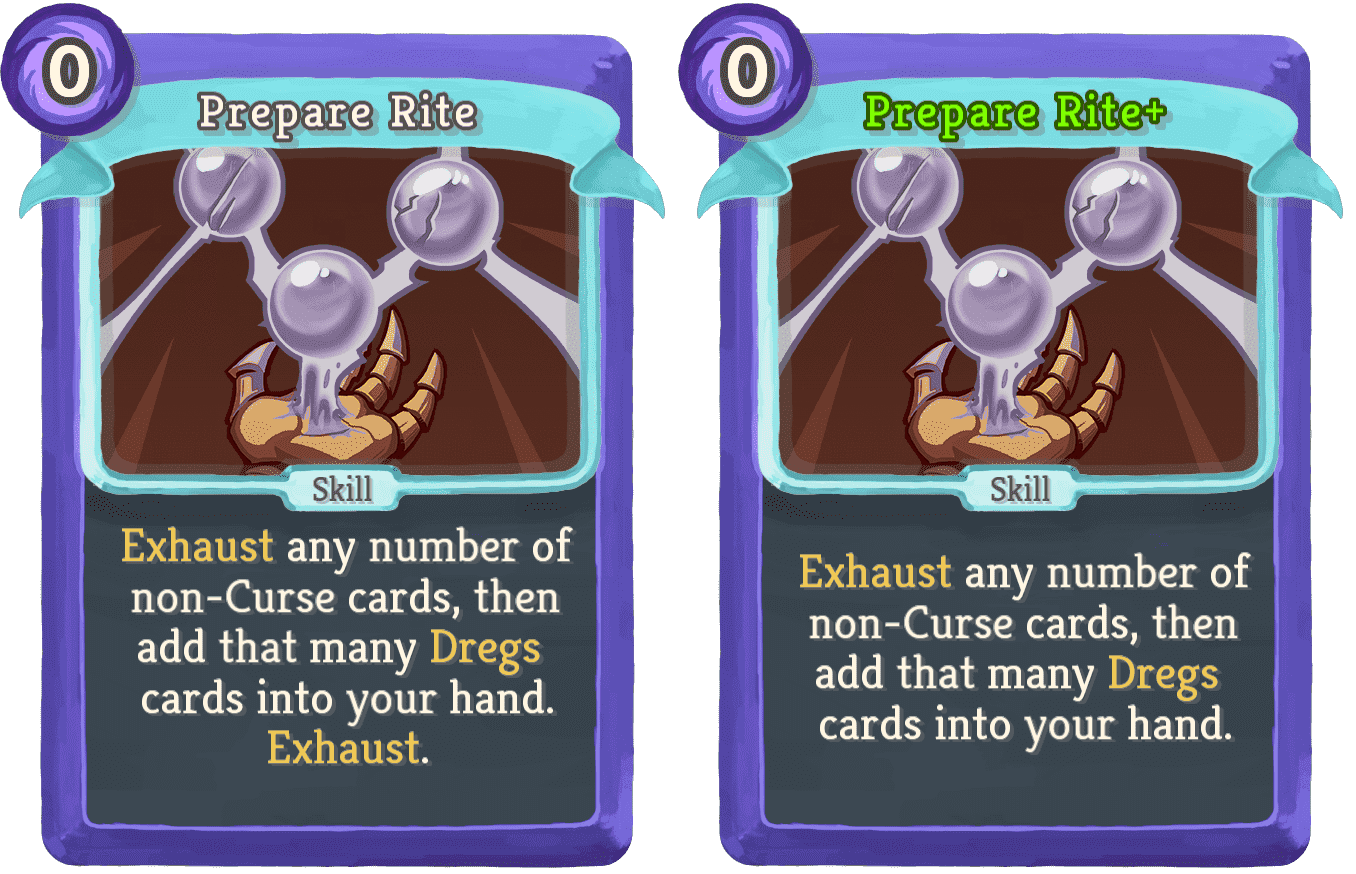 0
Prepare Rite
Skill
Exhaust any number of
non-Curse cards, then
add that many Dregs
cards into your hand.
Exhaust.
0
Prepare Rite+
Skill
Exhaust any number of
non-Curse cards, then
add that many Dregs
cards into your hand.